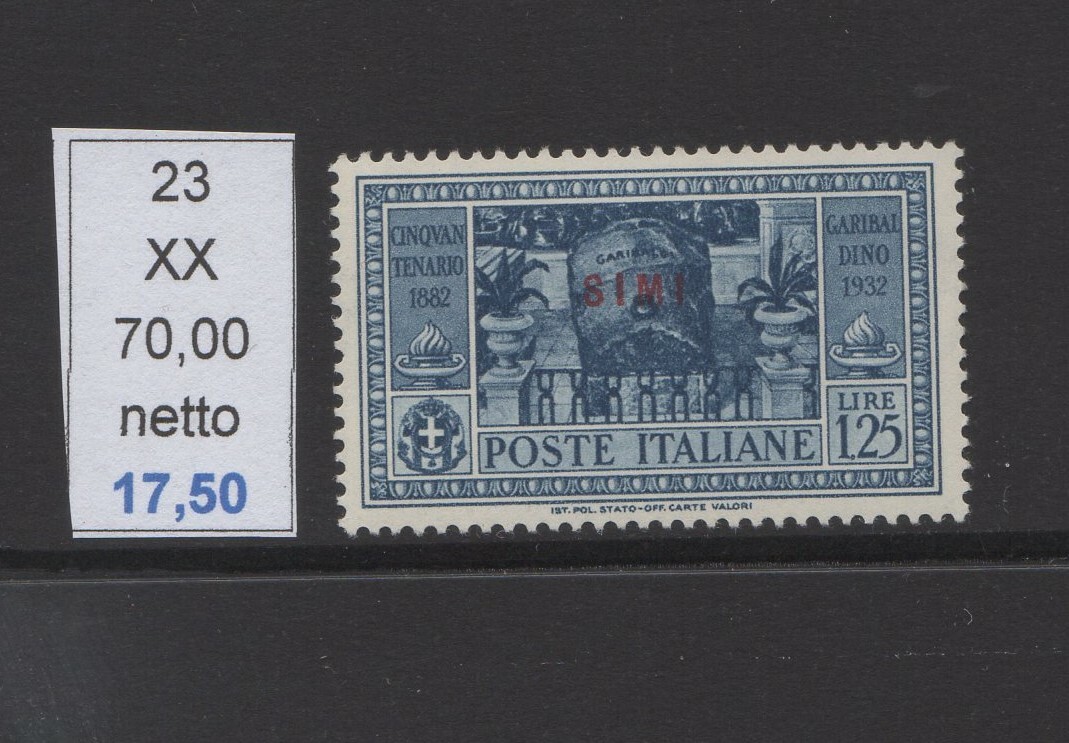 23
XX
70,00
netto
17,50
CINQVAN
TENARIO
1882
GARIBAL
DINO
1932
GARIBALDI
SIMI
LIRE
1.25
POSTE ITALIANE
IST. POL. STATO-OFF. CARTE VALORI